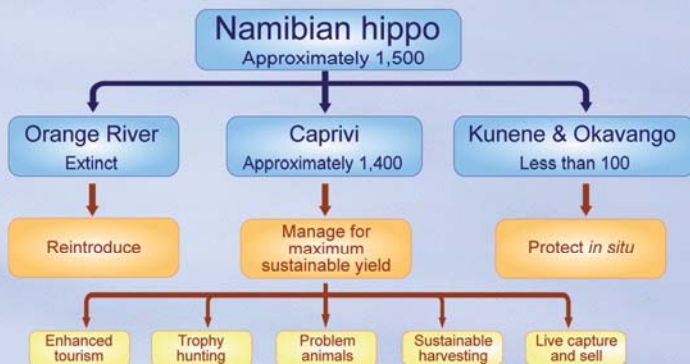 Namibian hippo
Approximately 1,500
Orange River
Extinct
Caprivi
Approximately 1,400
Kunene & Okavango
Less than 100
Reintroduce
Manage for
maximum
sustainable yield
Protect in situ
Enhanced
tourism
Trophy
hunting
Problem
animals
Sustainable
harvesting
Live capture
and sell